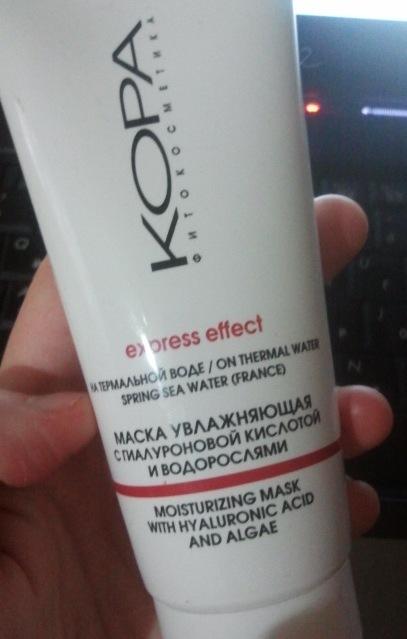 КОРА
ФИТОКОСМЕТИКА
express effect
НА ТЕРМАЛЬНОЙ ВОДЕ / ON THERMAL WATER
SPRING SEA WATER (FRANCE)
МАСКА УВЛАЖНЯЮЩАЯ
С ГИАЛУРОНОВОЙ КИСЛОТОЙ
И ВОДОРОСЛЯМИ
MOISTURIZING MASK
WITH HYALURONIC ACID
AND ALGAE